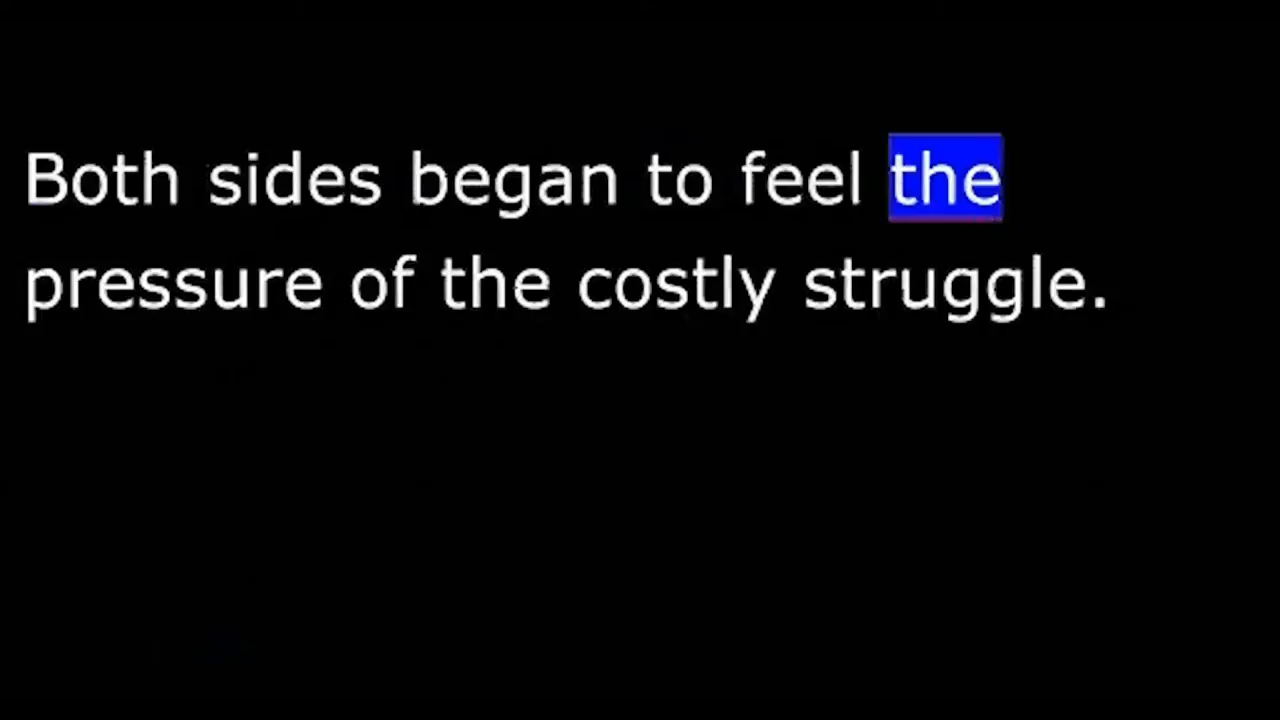 Both sides began to feel the
pressure of the costly struggle.